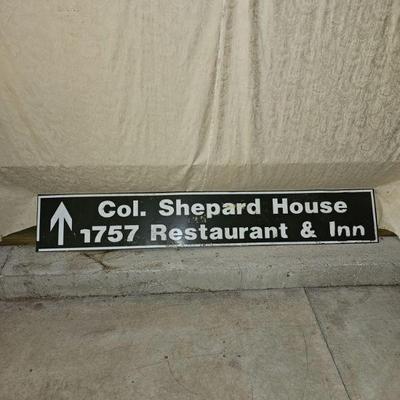 Col. Shepard House
1757 Restaurant & Inn